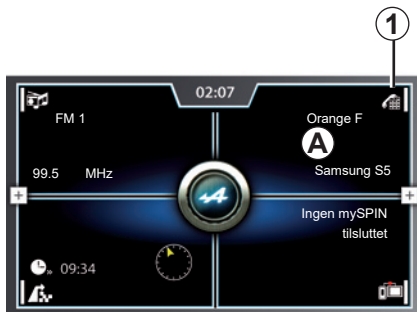 1
02:07
FM 1
Orange F
A
99.5 MHz
Samsung S5
Ingen mySPIN
tilsluttet
09:34